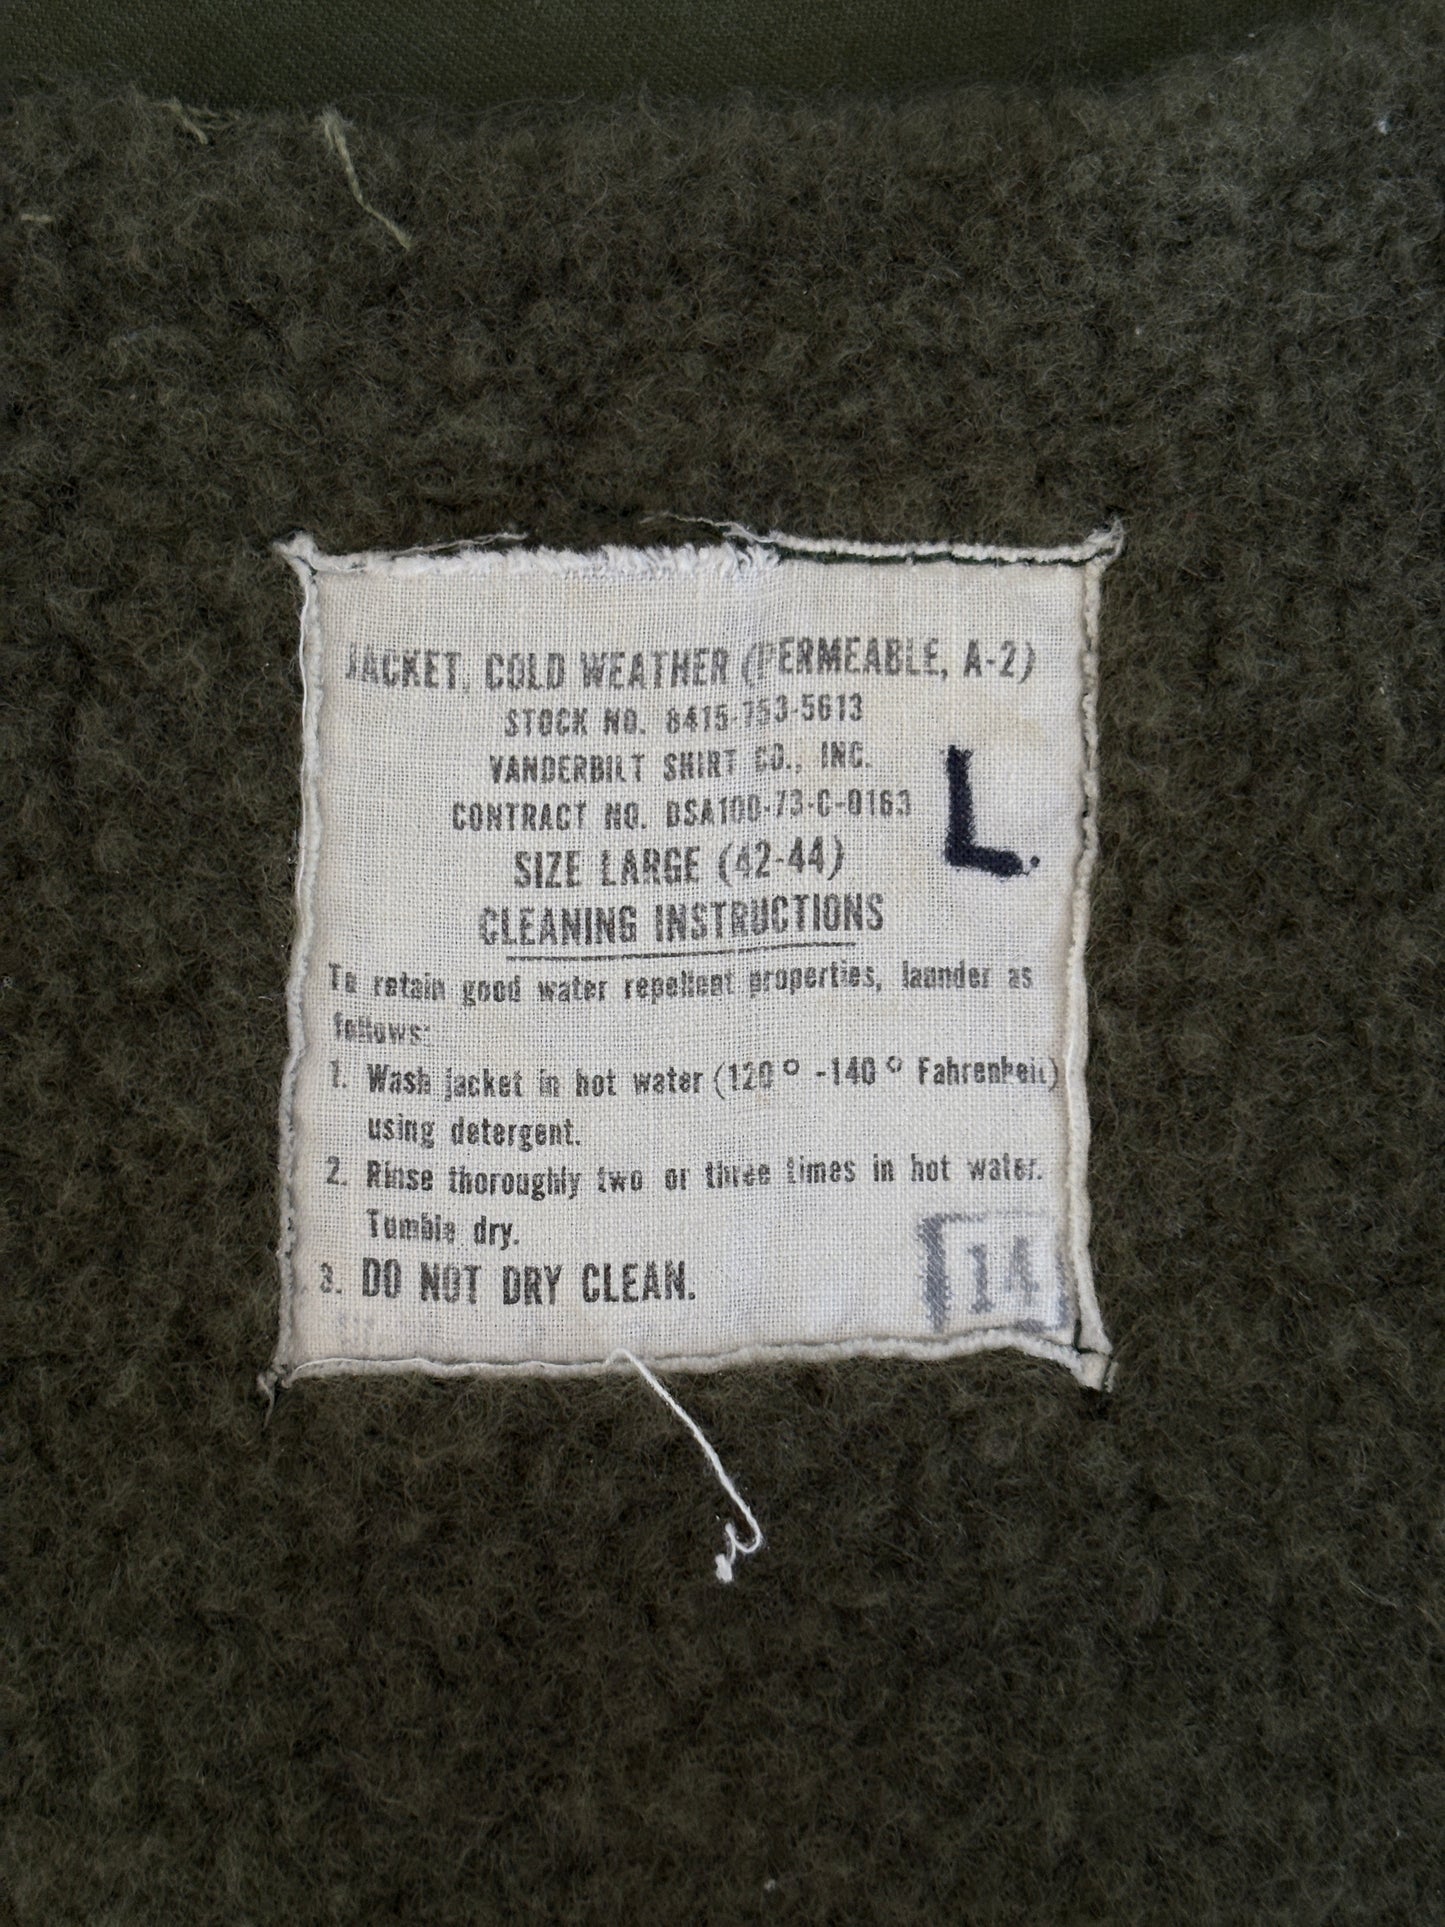 JACKET, COLD WEATHER (PERMEABLE, A-2)
STOCK NO. 8415-753-5613
VANDERBILT SHIRT CO., INC.
CONTRACT NO. DSA100-73-C-0163
L.
SIZE LARGE (42-44)
CLEANING INSTRUCTIONS
To retain good water repellent properties, launder as
follows:
1. Wash jacket in hot water (120° -140° Fahrenheit)
using detergent.
2. Rinse thoroughly two or three times in hot water.
Tumble dry.
3. DO NOT DRY CLEAN.
14